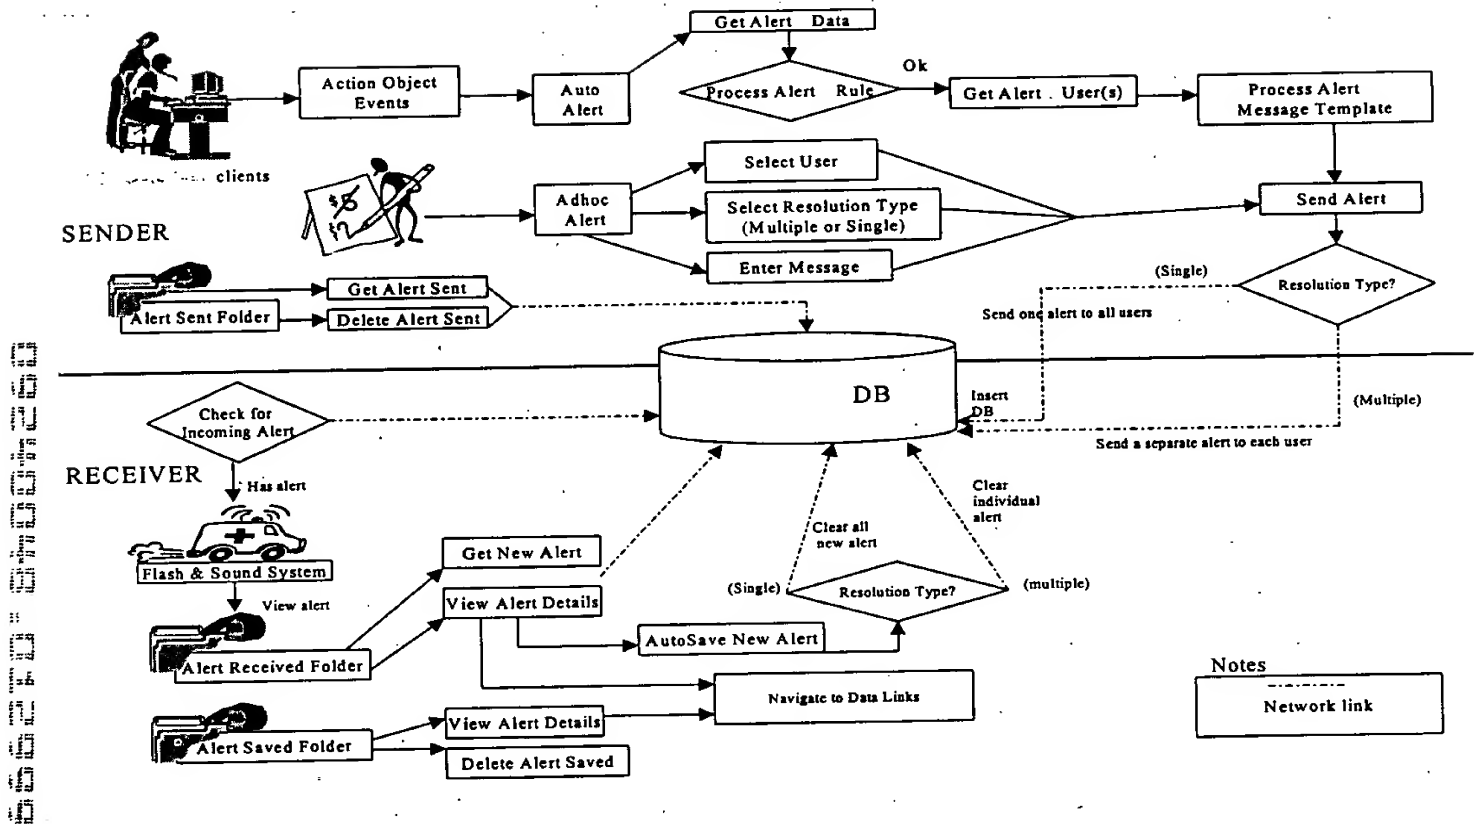 Get Alert Data
Action Object
Events
Auto
Alert
Process Alert Rule
Ok
Get Alert . User(s)
Process Alert
Message Template
clients
Select User
$5
$7
Adhoc
Alert
Select Resolution Type
(Multiple or Single)
Send Alert
SENDER
Enter Message
(Single)
Resolution Type?
Get Alert Sent
Alert Sent Folder
Delete Alert Sent
Send one alert to all users
DB
Insert
DB
(Multiple)
Check for
Incoming Alert
Send a separate alert to each user
RECEIVER
Has alert
Clear
individual
alert
Clear all
new alert
Get New Alert
Flash & Sound System
View alert
View Alert Details
(Single)
Resolution Type?
(multiple)
AutoSave New Alert
Alert Received Folder
Navigate to Data Links
Notes
Network link
View Alert Details
Alert Saved Folder
Delete Alert Saved